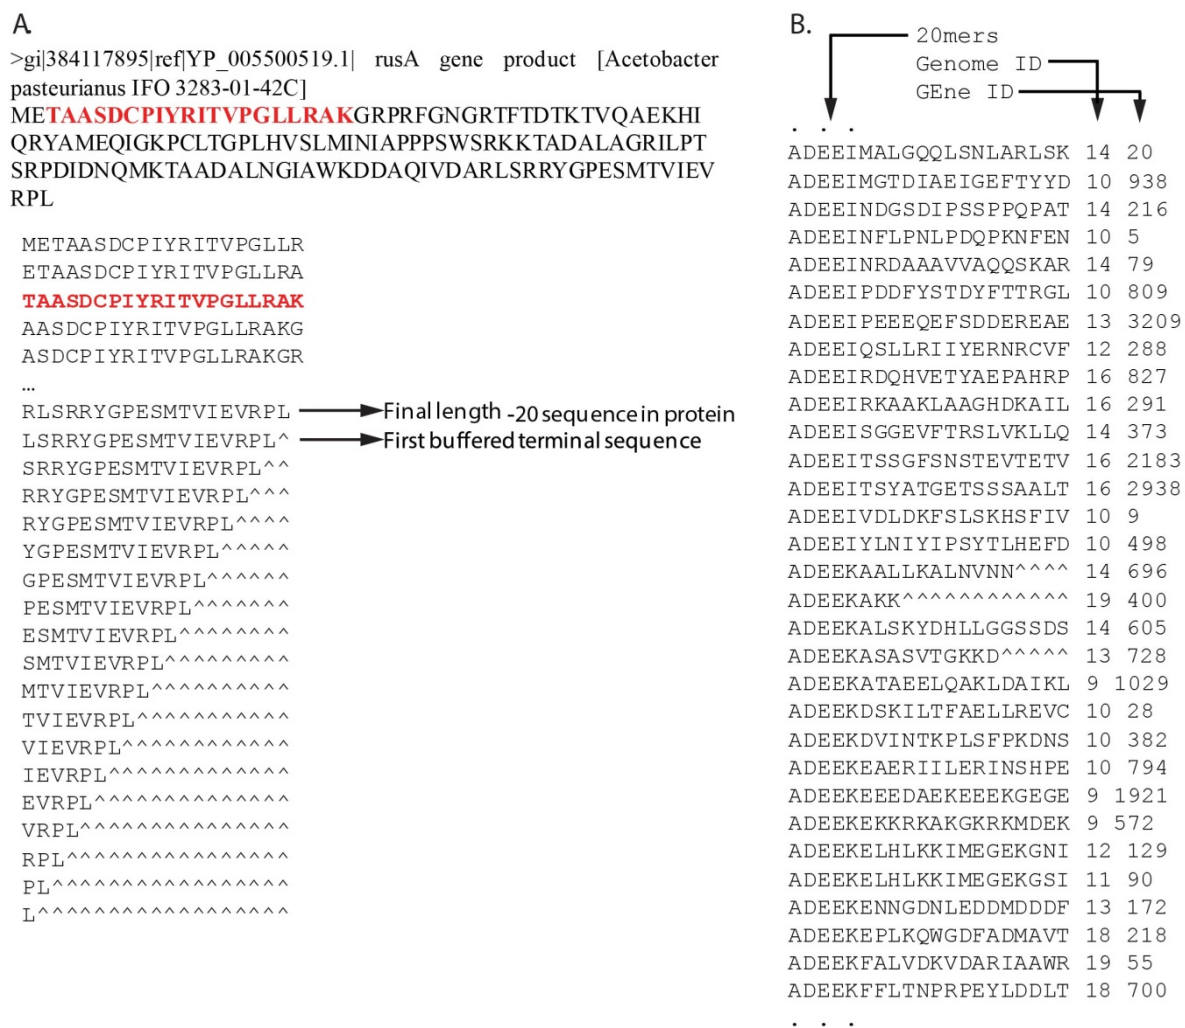 A.
>gi|384117895|ref|YP_005500519.1| rusA gene product [Acetobacter
pasteurianus IFO 3283-01-42C]
METAASDCPIYRITVPGLLRAKGRPRFGNGRTFTDTKTVQAEKHI
QRYAMEQIGKPCLTGPLHVSLMINIAPPPSWSRKKTADALAGRILPT
SRPDIDNQMKTAADALNGIAWKDDAQIVDARLSRRYGPESMTVIEV
RPL
METAASDCPIYRITVPGLLR
ETAASDCPIYRITVPGLLRA
TAASDCPIYRITVPGLLRAK
AASDCPIYRITVPGLLRAKG
ASDCPIYRITVPGLLRAKGR
...
RLSRRYGPESMTVIEVRPL Final length -20 sequence in protein
LSRRYGPESMTVIEVRPL^ First buffered terminal sequence
SRRYGPESMTVIEVRPL^^
RRYGPESMTVIEVRPL^^^
RYGPESMTVIEVRPL^^^^
YGPESMTVIEVRPL^^^^^
GPESMTVIEVRPL^^^^^^
PESMTVIEVRPL^^^^^^^
ESMTVIEVRPL^^^^^^^^
SMTVIEVRPL^^^^^^^^^
MTVIEVRPL^^^^^^^^^^
TVIEVRPL^^^^^^^^^^^
VIEVRPL^^^^^^^^^^^^
IEVRPL^^^^^^^^^^^^^
EVRPL^^^^^^^^^^^^^^
VRPL^^^^^^^^^^^^^^^
RPL^^^^^^^^^^^^^^^^
PL^^^^^^^^^^^^^^^^^
L^^^^^^^^^^^^^^^^^^
B.
20mers
Genome ID
GEne ID
. . .
ADEEIMALGQQLSNLARLSK 14 20
ADEEIMGTDIAEIGEFTYYD 10 938
ADEEINDGSDIPSSPPQPAT 14 216
ADEEINFLPNLPDQPKNFEN 10 5
ADEEINRDAAAVVAQQSKAR 14 79
ADEEIPDDFYSTDYFTTRGL 10 809
ADEEIPEEEQEFSDDEREAE 13 3209
ADEEIQSLLRIIYERNRCVF 12 288
ADEEIRDQHVETYAEPAHRP 16 827
ADEEIRKAAKLAAGHDKAIL 16 291
ADEEISGGEVFTRSLVKLLQ 14 373
ADEEITSSGFSNSTEVTETV 16 2183
ADEEITSYATGETSSSAALT 16 2938
ADEEIVDLDKFSLSKHSFIV 10 9
ADEEIYLNIYIPSYTLHEFD 10 498
ADEEKAALLKALNVNN^^^^ 14 696
ADEEKAKK^^^^^^^^^^^^ 19 400
ADEEKALSKYDHLLGGSSDS 14 605
ADEEKASASVTGKKD^^^^^ 13 728
ADEEKATAEELQAKLDAIKL 9 1029
ADEEKDSKILTFAELLREVC 10 28
ADEEKDVINTKPLSFPKDNS 10 382
ADEEKEAERIILERINSHPE 10 794
ADEEKEEEDAEKEEEKGEGE 9 1921
ADEEKEKKRKAKGKRKMDEK 9 572
ADEEKELHLKKIMEGEKGNI 12 129
ADEEKELHLKKIMEGEKGSI 11 90
ADEEKENNGDNLEDDMDDDF 13 172
ADEEKEPLKQWGDFADMAVT 18 218
ADEEKFALVDKVDARIAAWR 19 55
ADEEKFFLTNPRPEYLDDLT 18 700
. . .